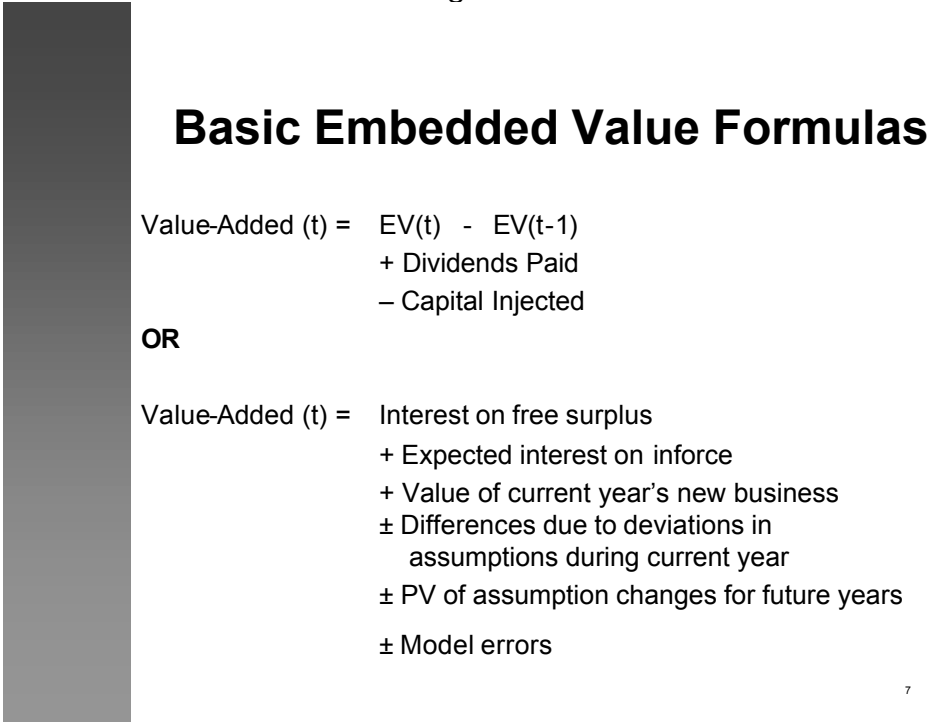 Basic Embedded Value Formulas
Value-Added (t) = EV(t) - EV(t-1)
+ Dividends Paid
– Capital Injected
OR
Value-Added (t) = Interest on free surplus
+ Expected interest on inforce
+ Value of current year's new business
± Differences due to deviations in
assumptions during current year
± PV of assumption changes for future years
± Model errors
7